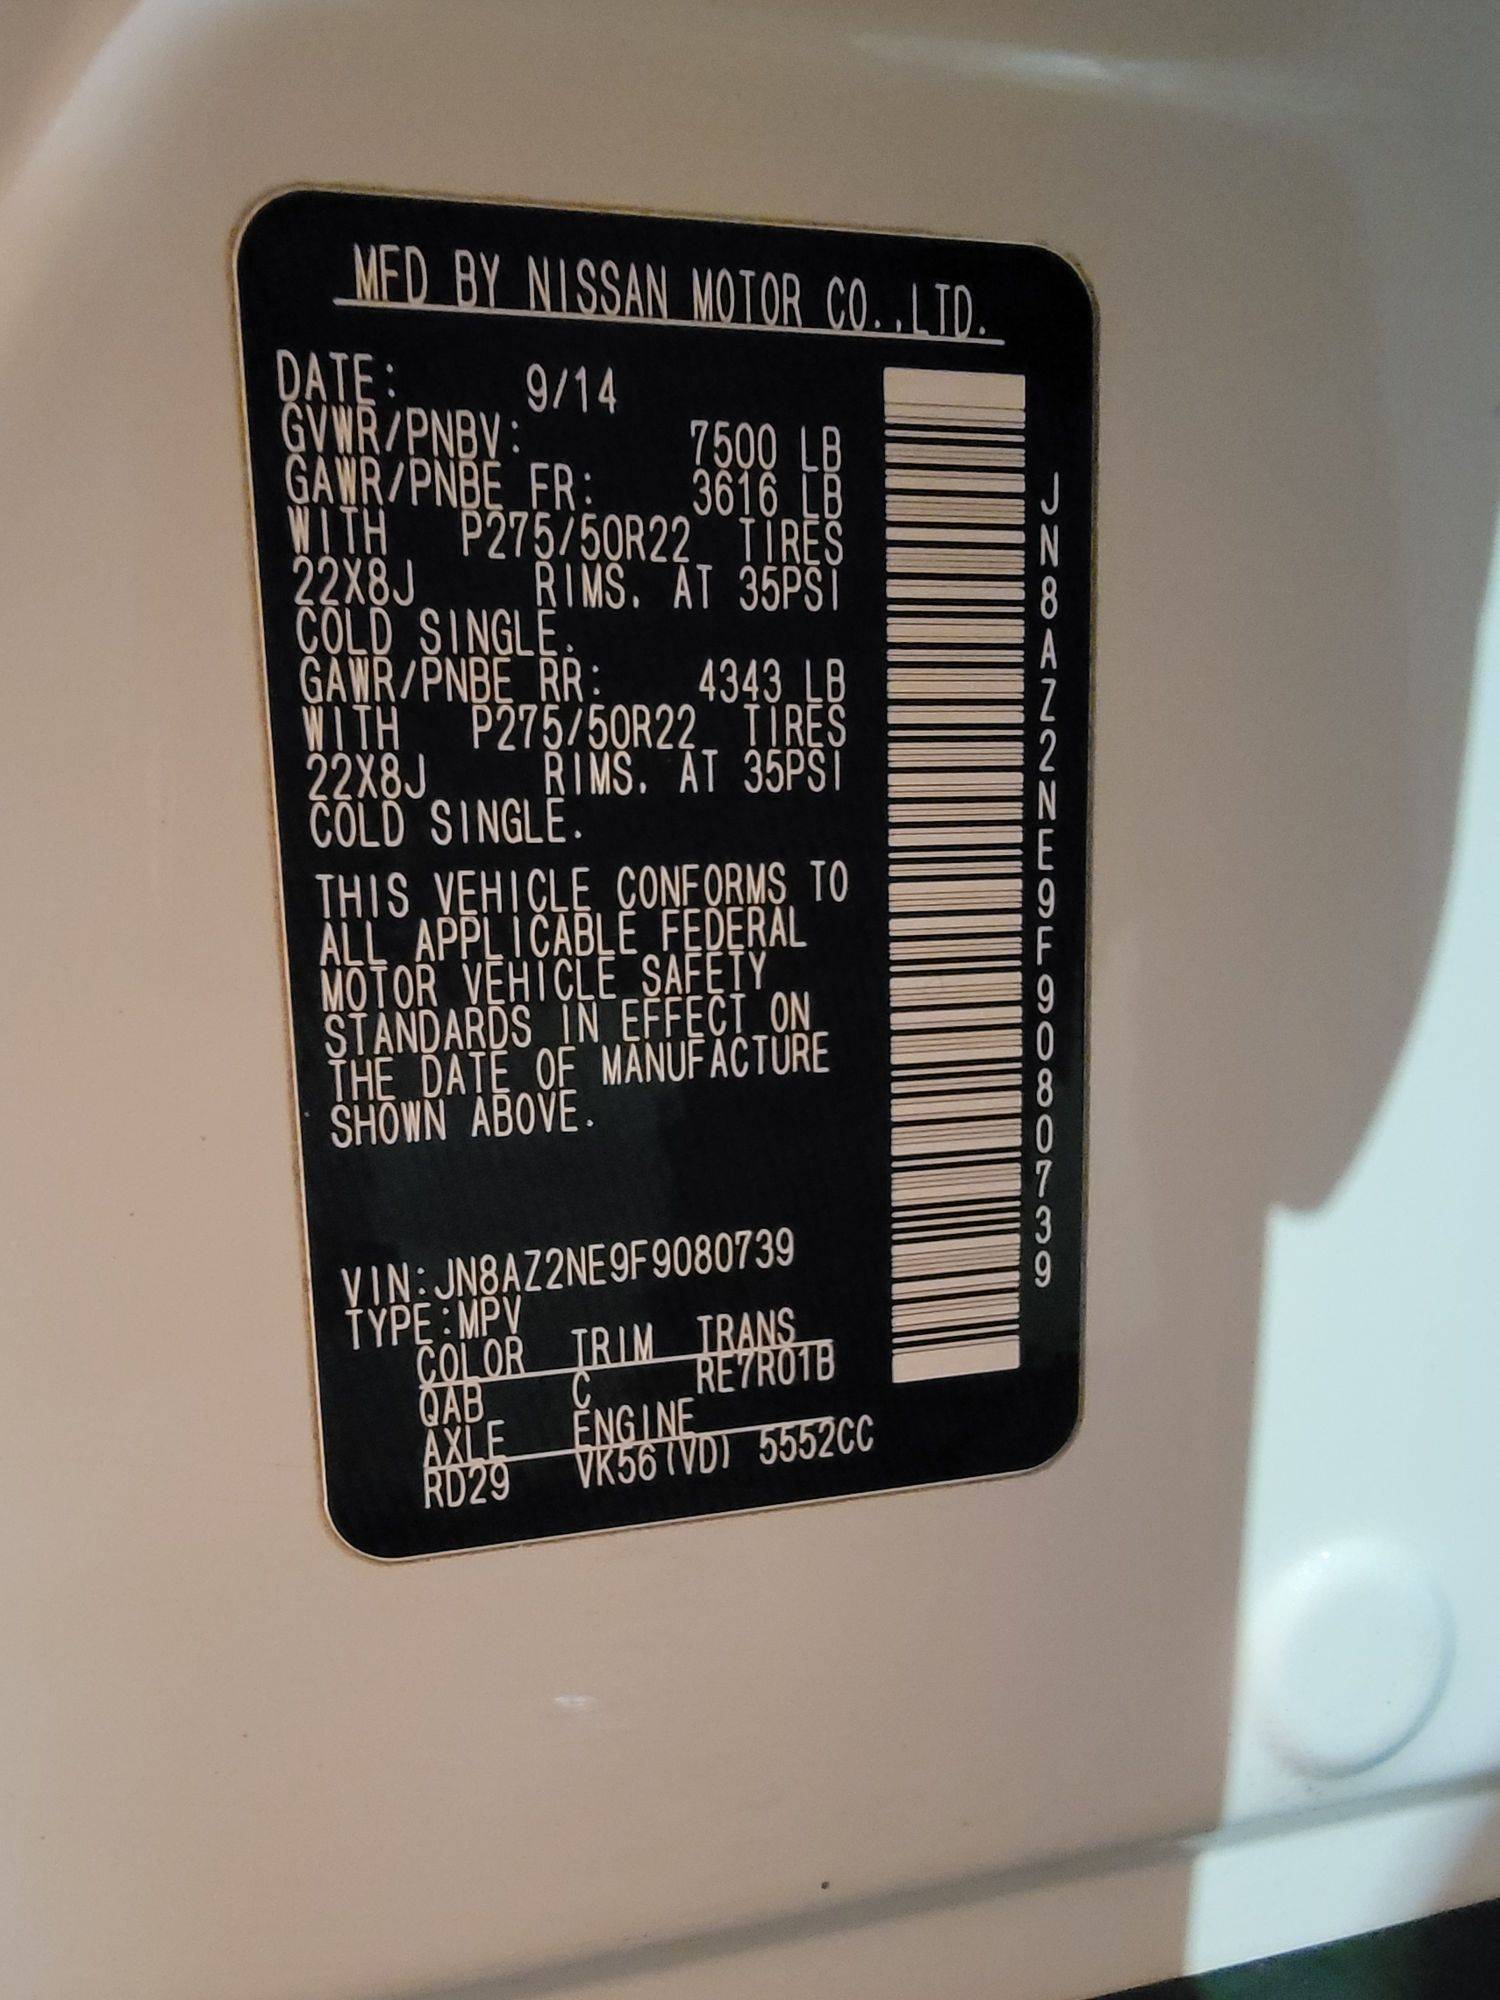 MFD BY NISSAN MOTOR CO.,LTD.
DATE: 9/14
GVWR/PNBV: 7500 LB
GAWR/PNBE FR: 3616 LB
WITH P275/50R22 TIRES
22X8J RIMS. AT 35PSI
COLD SINGLE.
GAWR/PNBE RR: 4343 LB
WITH P275/50R22 TIRES
22X8J RIMS. AT 35PSI
COLD SINGLE.
THIS VEHICLE CONFORMS TO
ALL APPLICABLE FEDERAL
MOTOR VEHICLE SAFETY
STANDARDS IN EFFECT ON
THE DATE OF MANUFACTURE
SHOWN ABOVE.
VIN:JN8AZ2NE9F9080739
TYPE:MPV
COLOR TRIM TRANS
QAB C RE7R01B
AXLE ENGINE
RD29 VK56(VD) 5552CC
JN8AZ2NE9F9080739